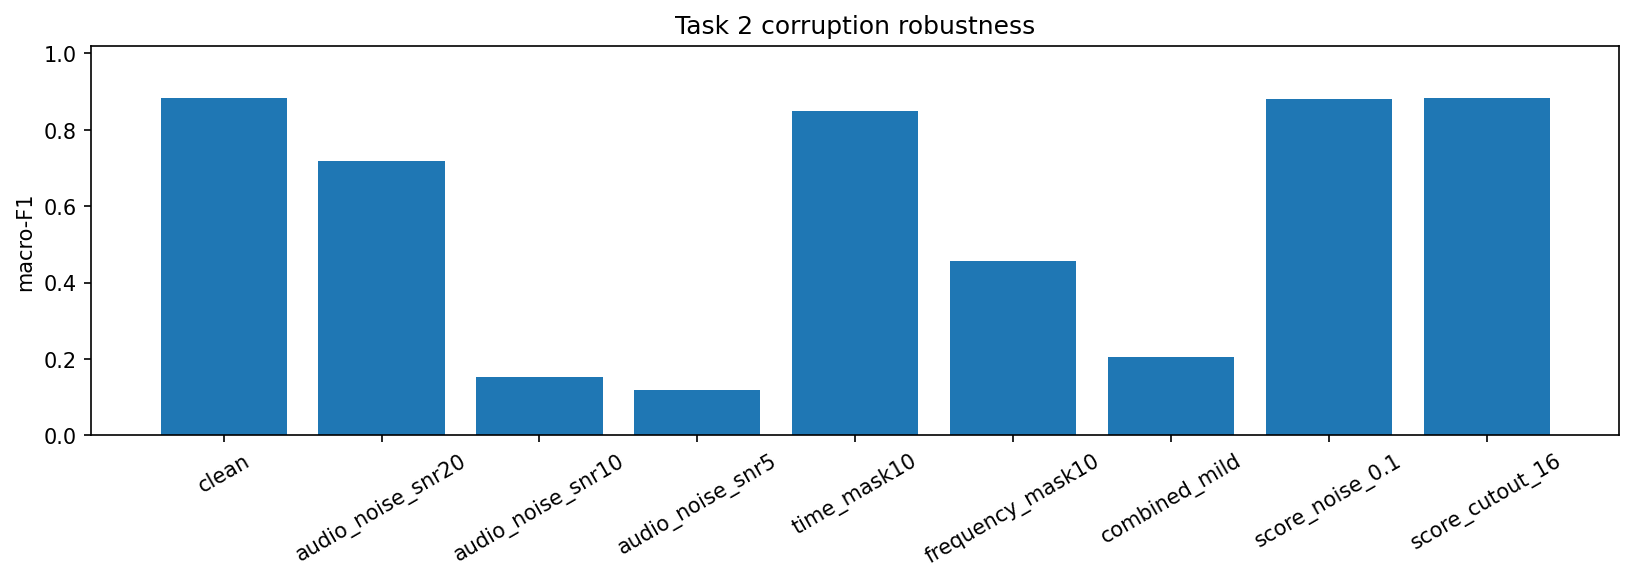 Task 2 corruption robustness
macro-F1
1.0
0.8
0.6
0.4
0.2
0.0
clean
audio_noise_snr20
audio_noise_snr10
audio_noise_snr5
time_mask10
frequency_mask10
combined_mild
score_noise_0.1
score_cutout_16